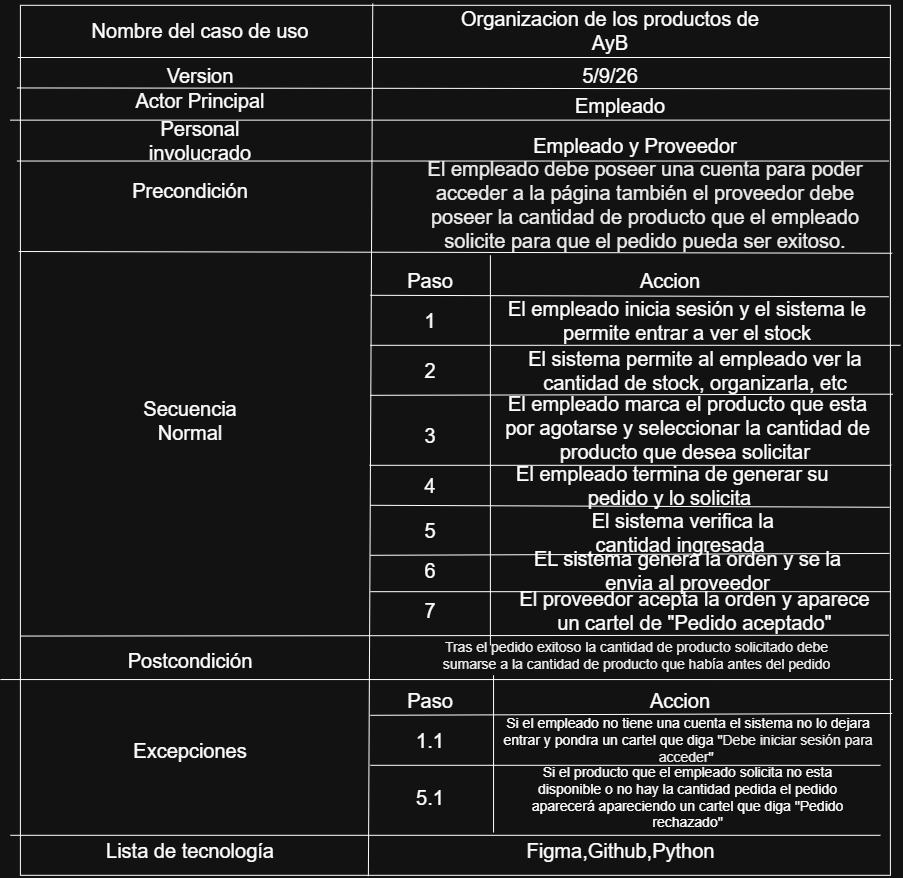 Nombre del caso de uso
Organizacion de los productos de
AyB
Version
5/9/26
Actor Principal
Empleado
Personal
involucrado
Empleado y Proveedor
Precondición
El empleado debe poseer una cuenta para poder
acceder a la página también el proveedor debe
poseer la cantidad de producto que el empleado
solicite para que el pedido pueda ser exitoso.
Secuencia
Normal
Paso
Accion
1
El empleado inicia sesión y el sistema le
permite entrar a ver el stock
2
El sistema permite al empleado ver la
cantidad de stock, organizarla, etc
3
El empleado marca el producto que esta
por agotarse y seleccionar la cantidad de
producto que desea solicitar
4
El empleado termina de generar su
pedido y lo solicita
5
El sistema verifica la
cantidad ingresada
6
EL sistema genera la orden y se la
envia al proveedor
7
El proveedor acepta la orden y aparece
un cartel de "Pedido aceptado"
Postcondición
Tras el pedido exitoso la cantidad de producto solicitado debe
sumarse a la cantidad de producto que había antes del pedido
Excepciones
Paso
Accion
1.1
Si el empleado no tiene una cuenta el sistema no lo dejara
entrar y pondra un cartel que diga "Debe iniciar sesión para
acceder"
5.1
Si el producto que el empleado solicita no esta
disponible o no hay la cantidad pedida el pedido
aparecerá apareciendo un cartel que diga "Pedido
rechazado"
Lista de tecnología
Figma,Github,Python